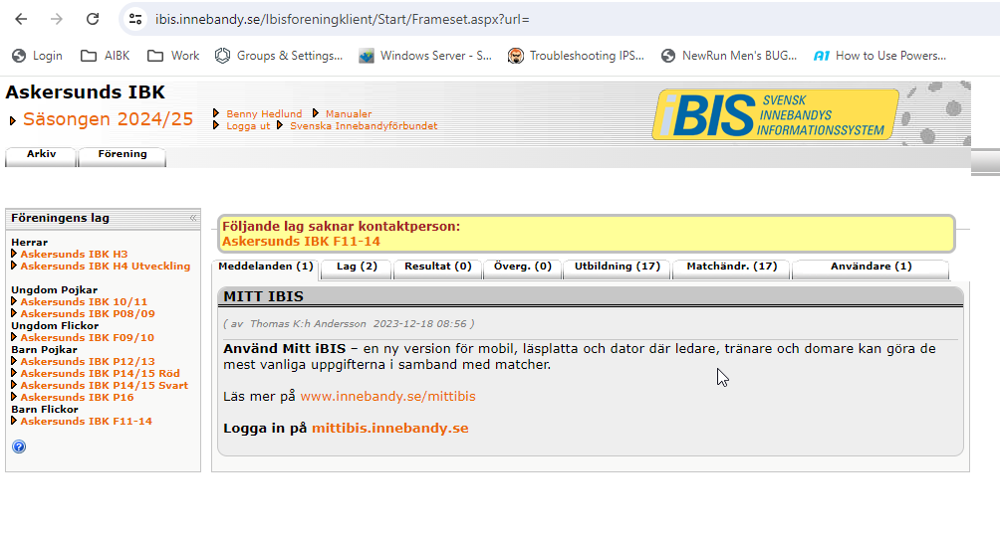 ibis.innebandy.se/Ibisforeningklient/Start/Frameset.aspx?url=
Login AIBK Work Groups & Settings... Windows Server - S... Troubleshooting IPS... NewRun Men's BUG... A1 How to Use Powers...
Askersunds IBK
Säsongen 2024/25
Benny Hedlund Manualer
Logga ut Svenska Innebandyförbundet
iBIS SVENSK
INNEBANDYS
INFORMATIONSSYSTEM
Arkiv Förening
Föreningens lag «
Herrar
Askersunds IBK H3
Askersunds IBK H4 Utveckling
Ungdom Pojkar
Askersunds IBK 10/11
Askersunds IBK P08/09
Ungdom Flickor
Askersunds IBK F09/10
Barn Pojkar
Askersunds IBK P12/13
Askersunds IBK P14/15 Röd
Askersunds IBK P14/15 Svart
Askersunds IBK P16
Barn Flickor
Askersunds IBK F11-14
?
Följande lag saknar kontaktperson:
Askersunds IBK F11-14
Meddelanden (1) Lag (2) Resultat (0) Överg. (0) Utbildning (17) Matchändr. (17) Användare (1)
MITT IBIS
( av Thomas K:h Andersson 2023-12-18 08:56 )
Använd Mitt iBIS – en ny version för mobil, läsplatta och dator där ledare, tränare och domare kan göra de
mest vanliga uppgifterna i samband med matcher.
Läs mer på www.innebandy.se/mittibis
Logga in på mittibis.innebandy.se